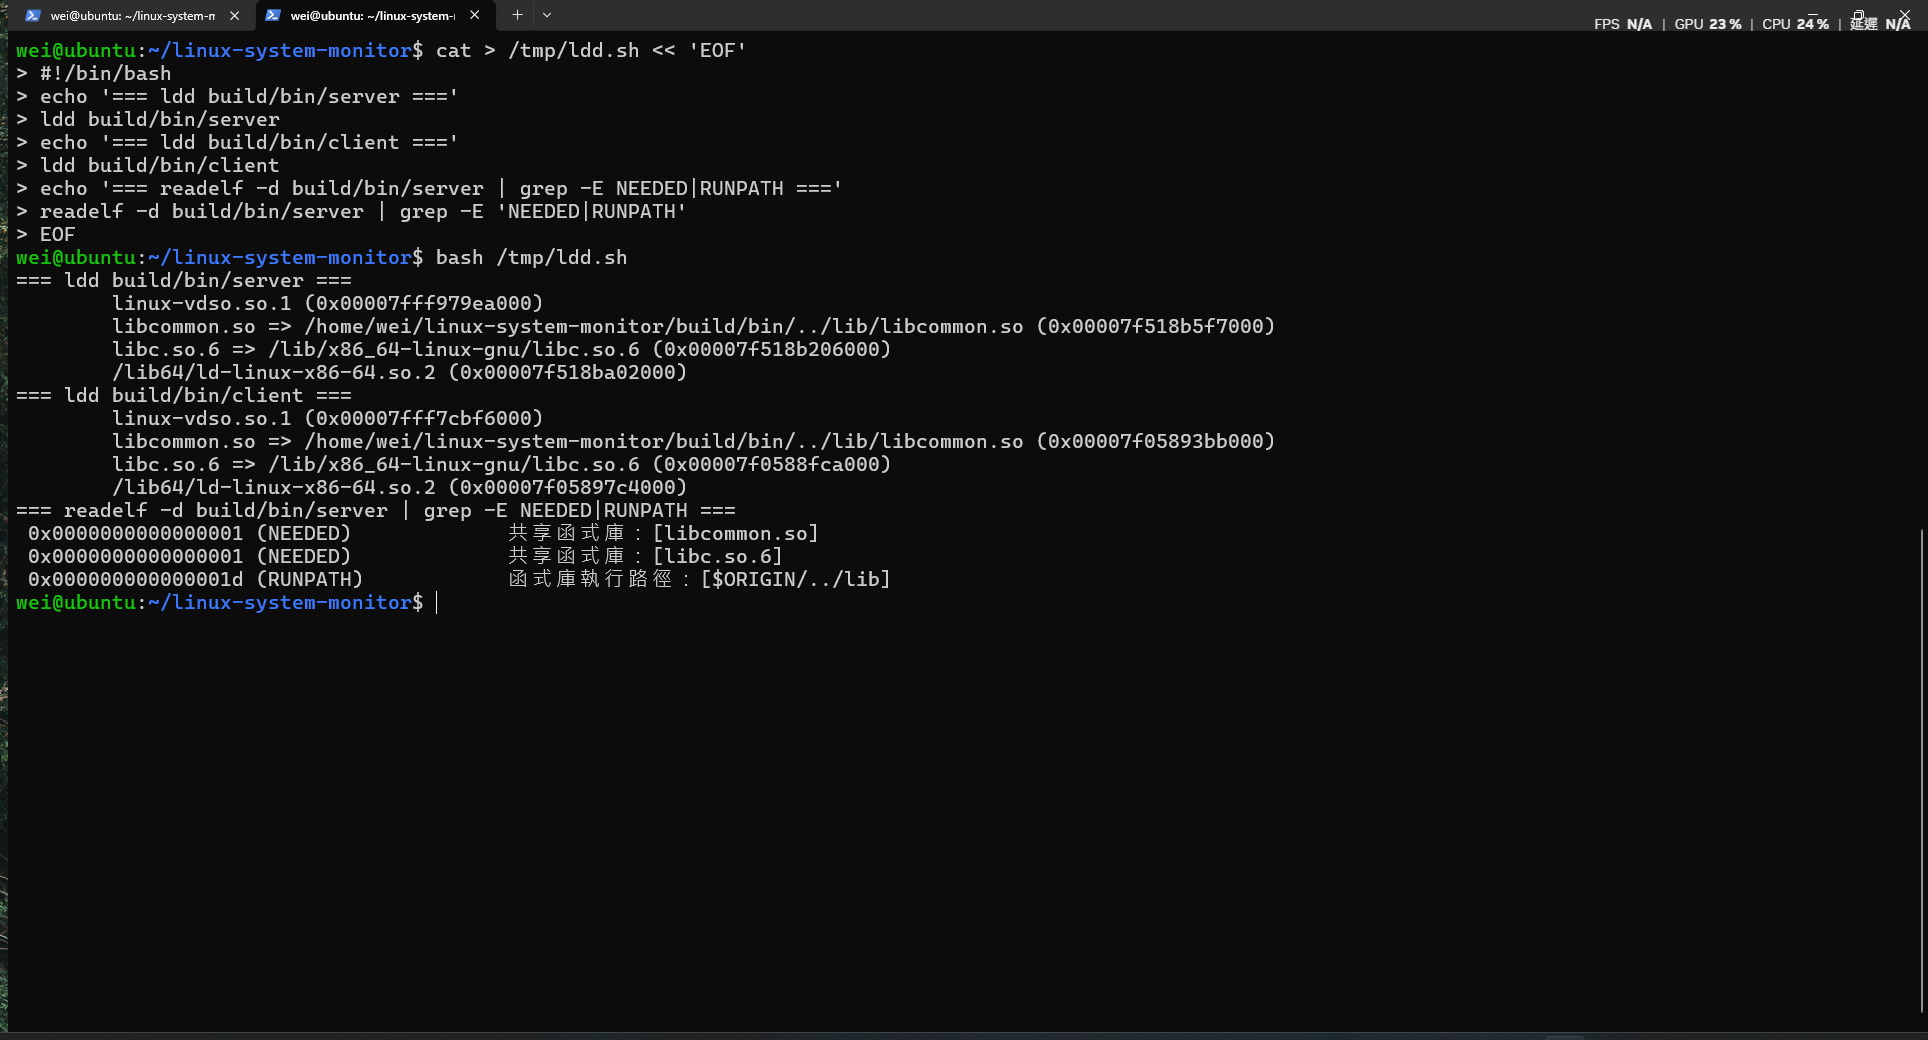 wei@ubuntu: ~/linux-system-m
wei@ubuntu: ~/linux-system-
FPS N/A | GPU 23 % | CPU 24 % | 延遲 N/A
wei@ubuntu:~/linux-system-monitor$ cat > /tmp/ldd.sh << 'EOF'
> #!/bin/bash
> echo '=== ldd build/bin/server ==='
> ldd build/bin/server
> echo '=== ldd build/bin/client ==='
> ldd build/bin/client
> echo '=== readelf -d build/bin/server | grep -E NEEDED|RUNPATH ==='
> readelf -d build/bin/server | grep -E 'NEEDED|RUNPATH'
> EOF
wei@ubuntu:~/linux-system-monitor$ bash /tmp/ldd.sh
=== ldd build/bin/server ===
linux-vdso.so.1 (0x00007fff979ea000)
libcommon.so => /home/wei/linux-system-monitor/build/bin/../lib/libcommon.so (0x00007f518b5f7000)
libc.so.6 => /lib/x86_64-linux-gnu/libc.so.6 (0x00007f518b206000)
/lib64/ld-linux-x86-64.so.2 (0x00007f518ba02000)
=== ldd build/bin/client ===
linux-vdso.so.1 (0x00007fff7cbf6000)
libcommon.so => /home/wei/linux-system-monitor/build/bin/../lib/libcommon.so (0x00007f05893bb000)
libc.so.6 => /lib/x86_64-linux-gnu/libc.so.6 (0x00007f0588fca000)
/lib64/ld-linux-x86-64.so.2 (0x00007f05897c4000)
=== readelf -d build/bin/server | grep -E NEEDED|RUNPATH ===
0x0000000000000001 (NEEDED) 共享函式庫：[libcommon.so]
0x0000000000000001 (NEEDED) 共享函式庫：[libc.so.6]
0x000000000000001d (RUNPATH) 函式庫執行路徑：[$ORIGIN/../lib]
wei@ubuntu:~/linux-system-monitor$